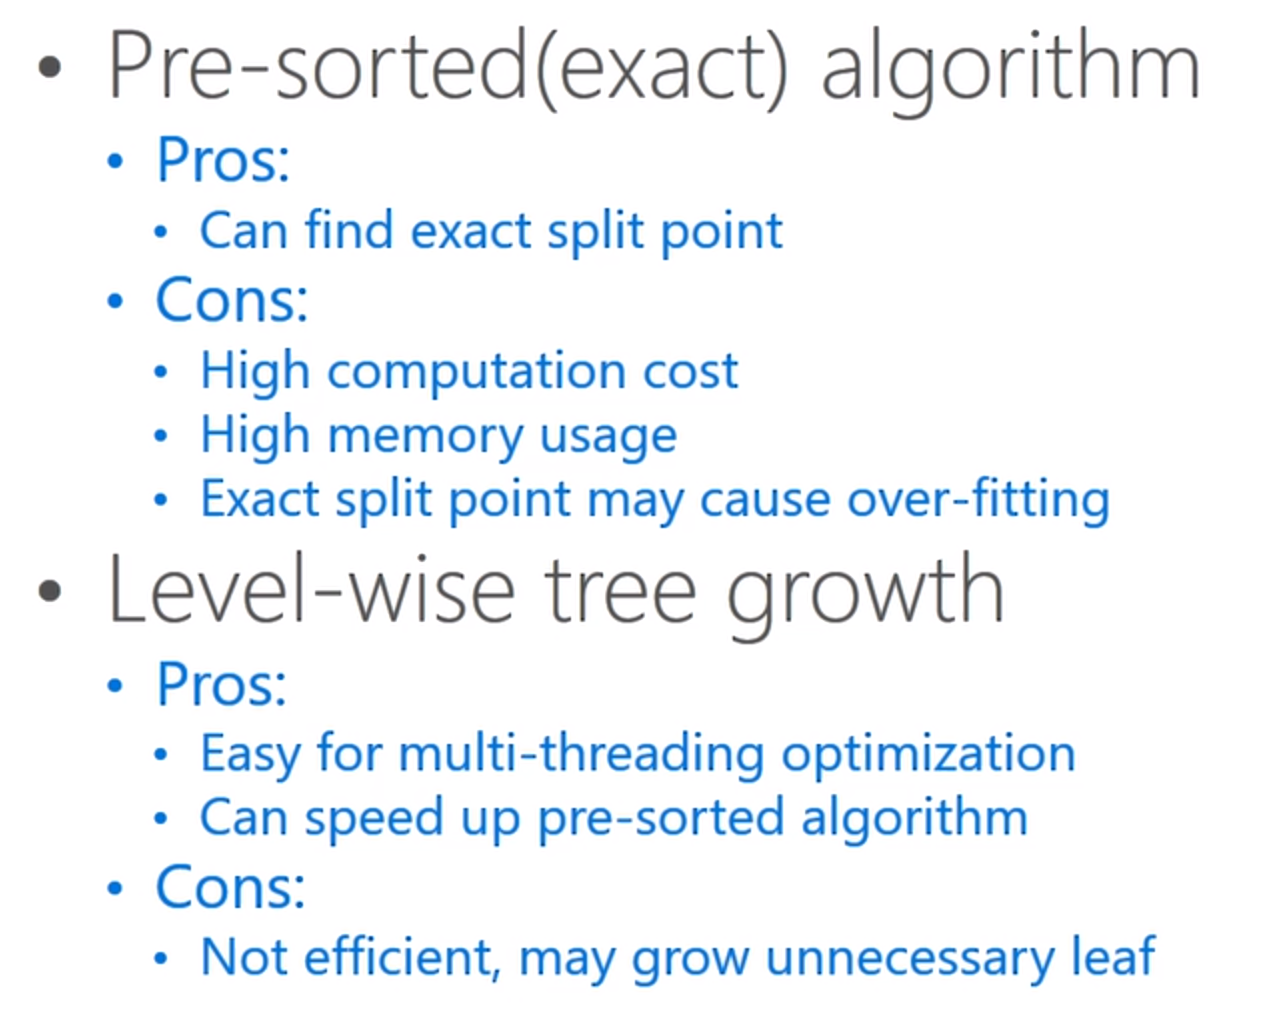 • Pre-sorted(exact) algorithm
• Pros:
• Can find exact split point
• Cons:
• High computation cost
• High memory usage
• Exact split point may cause over-fitting
• Level-wise tree growth
• Pros:
• Easy for multi-threading optimization
• Can speed up pre-sorted algorithm
• Cons:
• Not efficient, may grow unnecessary leaf